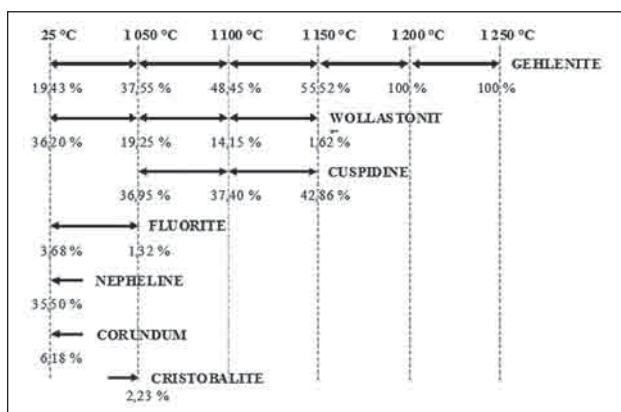 25 °C 1 050 °C 1 100 °C 1 150 °C 1 200 °C 1 250 °C
GEHLENITE
19,43 % 37,55 % 48,45 % 55,52 % 100 % 100 %
WOLLASTONIT
36,20 % 19,25 % 14,15 % 1,62 %
CUSPIDINE
36,95 % 37,40 % 42,86 %
FLUORITE
3,68 % 1,32 %
NEPHELINE
35,50 %
CORUNDUM
6,18 %
CRISTOBALITE
2,23 %